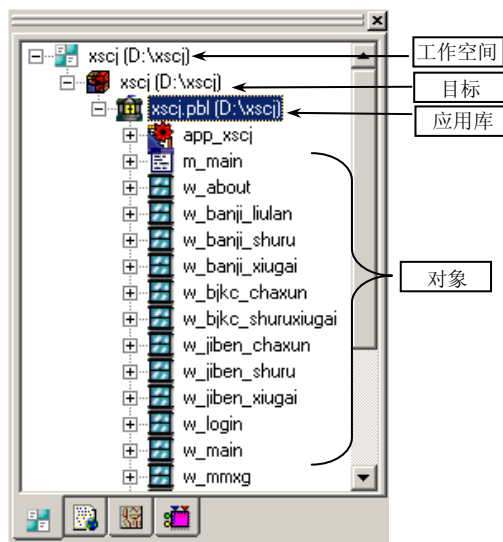 xscj (D:\xscj)
工作空间
xscj (D:\xscj)
目标
xscj.pbl (D:\xscj)
应用库
app_xscj
m_main
w_about
w_banji_liulan
w_banji_shuru
w_banji_xiugai
w_bjkc_chaxun
对象
w_bjkc_shuruxiugai
w_jiben_chaxun
w_jiben_shuru
w_jiben_xiugai
w_login
w_main
w_mmxg